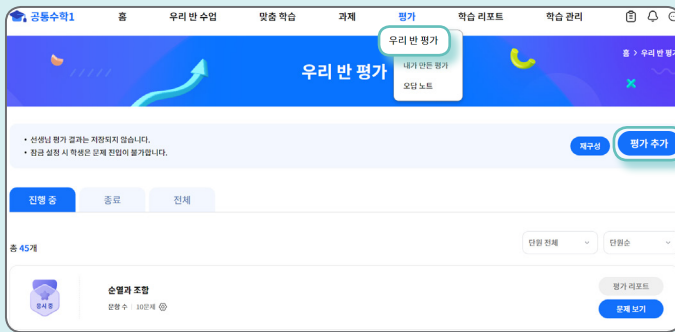 공통수학1 홈 우리 반 수업 맞춤 학습 과제 평가 학습 리포트 학습 관리
우리 반 평가
내가 만든 평가
오답 노트
홈 > 우리 반 평가
우리 반 평가
• 선생님 평가 결과는 저장되지 않습니다.
• 잠금 설정 시 학생은 문제 진입이 불가합니다.
재구성 평가 추가
진행 중 종료 전체
총 45개
단원 전체 단원순
응시 중
순열과 조합
문항 수 | 10문제
평가 리포트
문제 보기